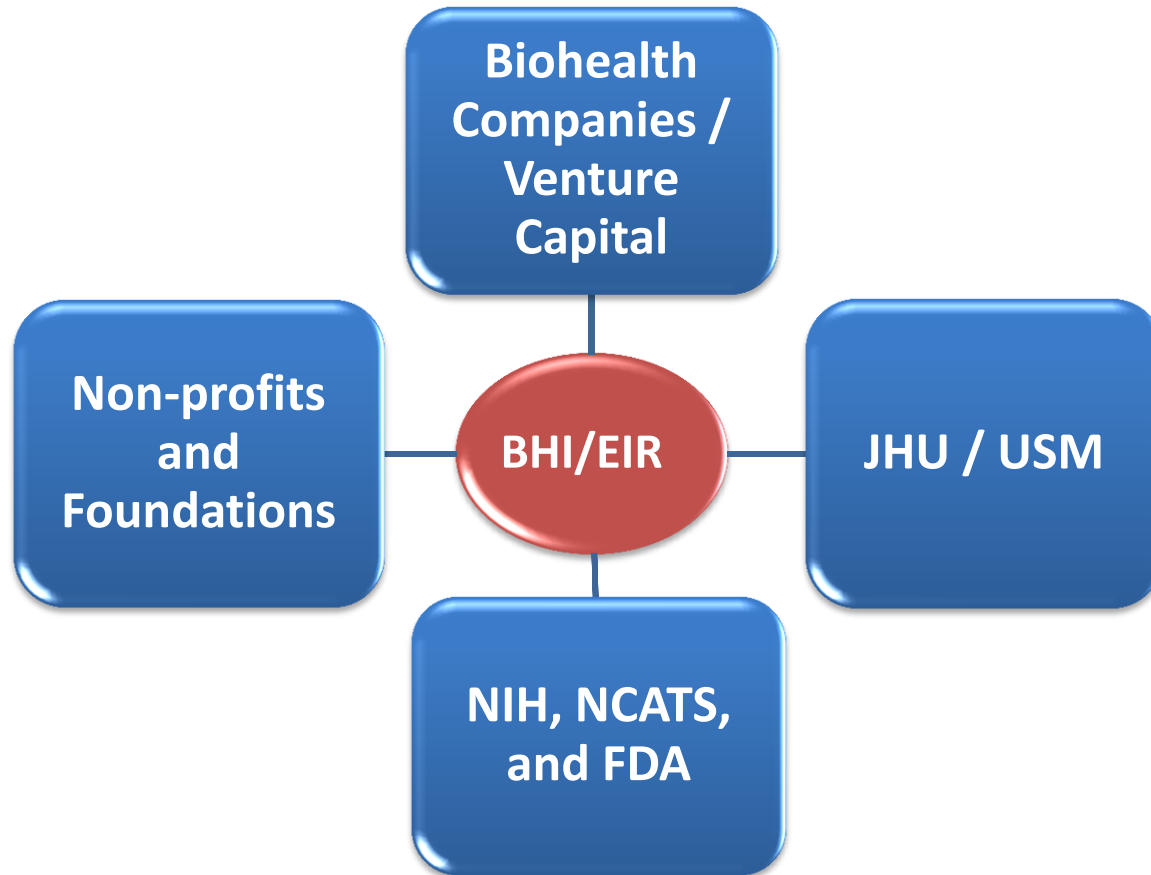 Biohealth
Companies /
Venture
Capital
Non-profits
and
Foundations
BHI/EIR
JHU / USM
NIH, NCATS,
and FDA